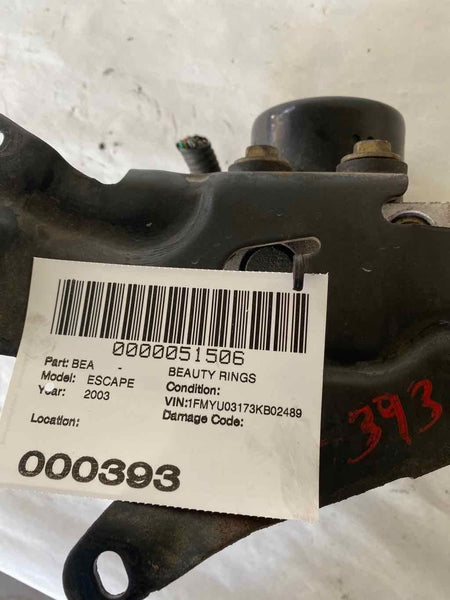 0000051506
Part: BEA - BEAUTY RINGS
Model: ESCAPE Condition:
Year: 2003 VIN:1FMYU03173KB02489
Location: Damage Code:
000393
393